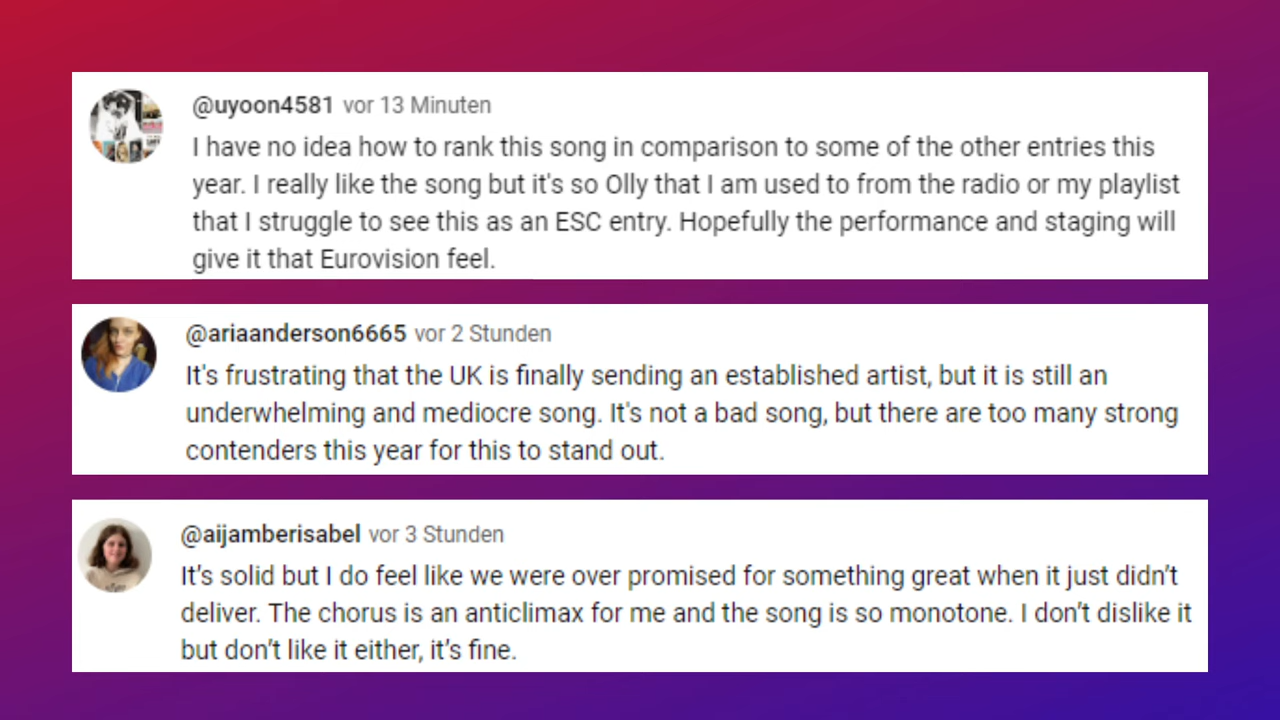 @uyoon4581 vor 13 Minuten
I have no idea how to rank this song in comparison to some of the other entries this
year. I really like the song but it's so Olly that I am used to from the radio or my playlist
that I struggle to see this as an ESC entry. Hopefully the performance and staging will
give it that Eurovision feel.
@ariaanderson6665 vor 2 Stunden
It's frustrating that the UK is finally sending an established artist, but it is still an
underwhelming and mediocre song. It's not a bad song, but there are too many strong
contenders this year for this to stand out.
@aijamberisabel vor 3 Stunden
It’s solid but I do feel like we were over promised for something great when it just didn’t
deliver. The chorus is an anticlimax for me and the song is so monotone. I don’t dislike it
but don’t like it either, it’s fine.